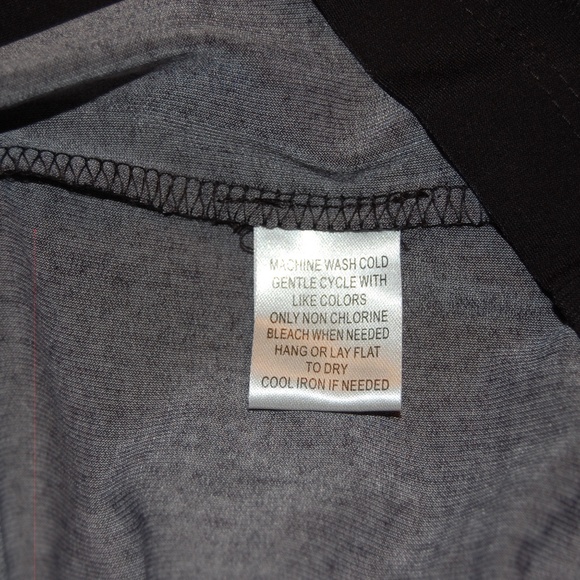 MACHINE WASH COLD
GENTLE CYCLE WITH
LIKE COLORS
ONLY NON CHLORINE
BLEACH WHEN NEEDED
HANG OR LAY FLAT
TO DRY
COOL IRON IF NEEDED